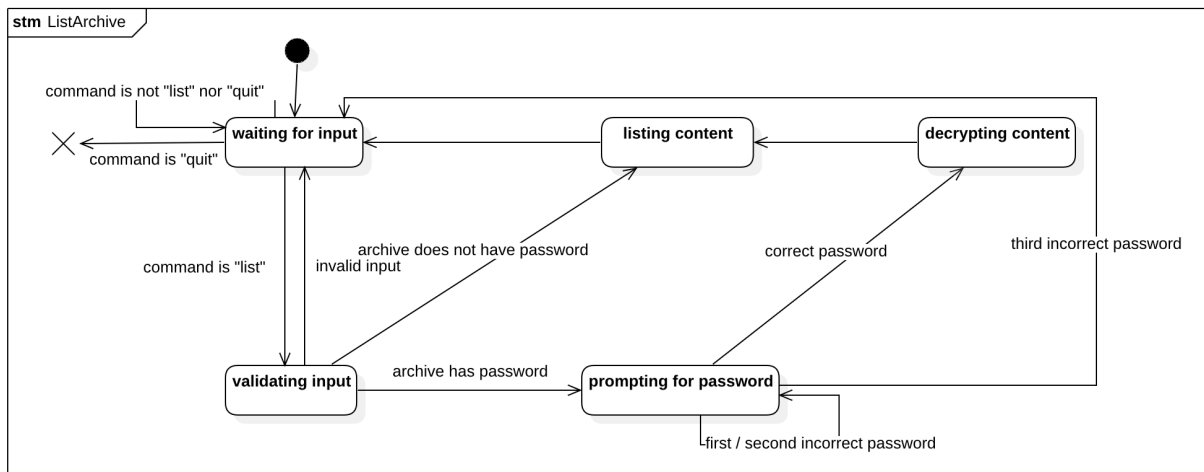 stm ListArchive
command is not "list" nor "quit"
waiting for input
listing content
decrypting content
command is "quit"
archive does not have password
correct password
third incorrect password
command is "list"
invalid input
validating input
archive has password
prompting for password
first / second incorrect password